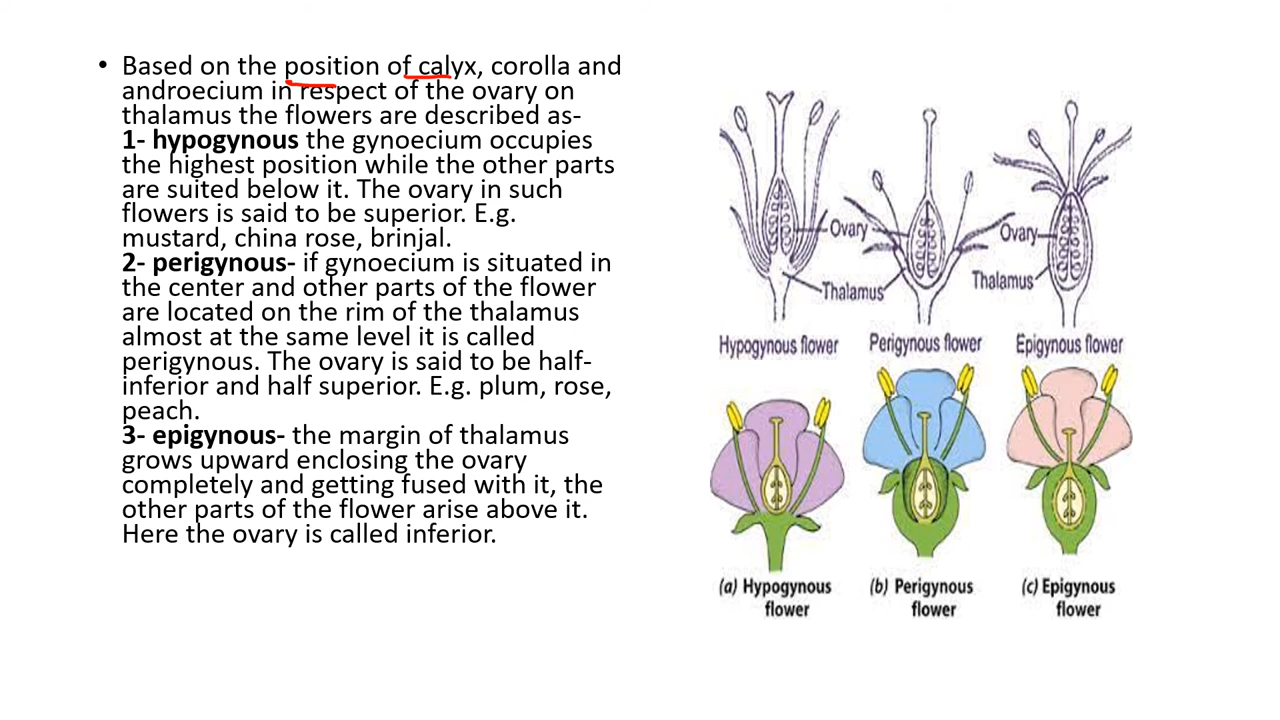 • Based on the position of calyx, corolla and
androecium in respect of the ovary on
thalamus the flowers are described as-
1- hypogynous the gynoecium occupies
the highest position while the other parts
are suited below it. The ovary in such
flowers is said to be superior. E.g.
mustard, china rose, brinjal.
2- perigynous- if gynoecium is situated in
the center and other parts of the flower
are located on the rim of the thalamus
almost at the same level it is called
perigynous. The ovary is said to be half-
inferior and half superior. E.g. plum, rose,
peach.
3- epigynous- the margin of thalamus
grows upward enclosing the ovary
completely and getting fused with it, the
other parts of the flower arise above it.
Here the ovary is called inferior.
Ovary
Ovary
Thalamus
Thalamus
Hypogynous flower
Perigynous flower
Epigynous flower
(a) Hypogynous
flower
(b) Perigynous
flower
(c) Epigynous
flower